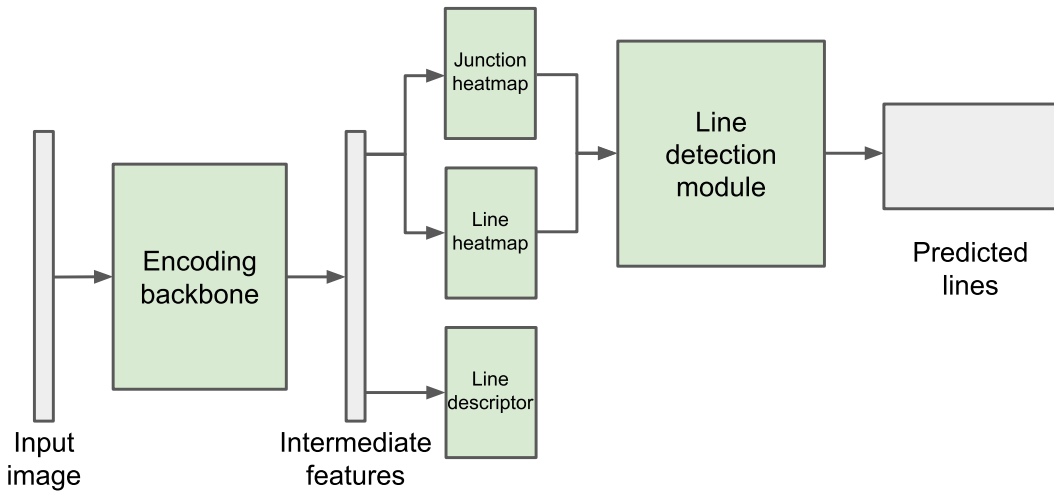 Input
image
Encoding
backbone
Intermediate
features
Junction
heatmap
Line
heatmap
Line
descriptor
Line
detection
module
Predicted
lines